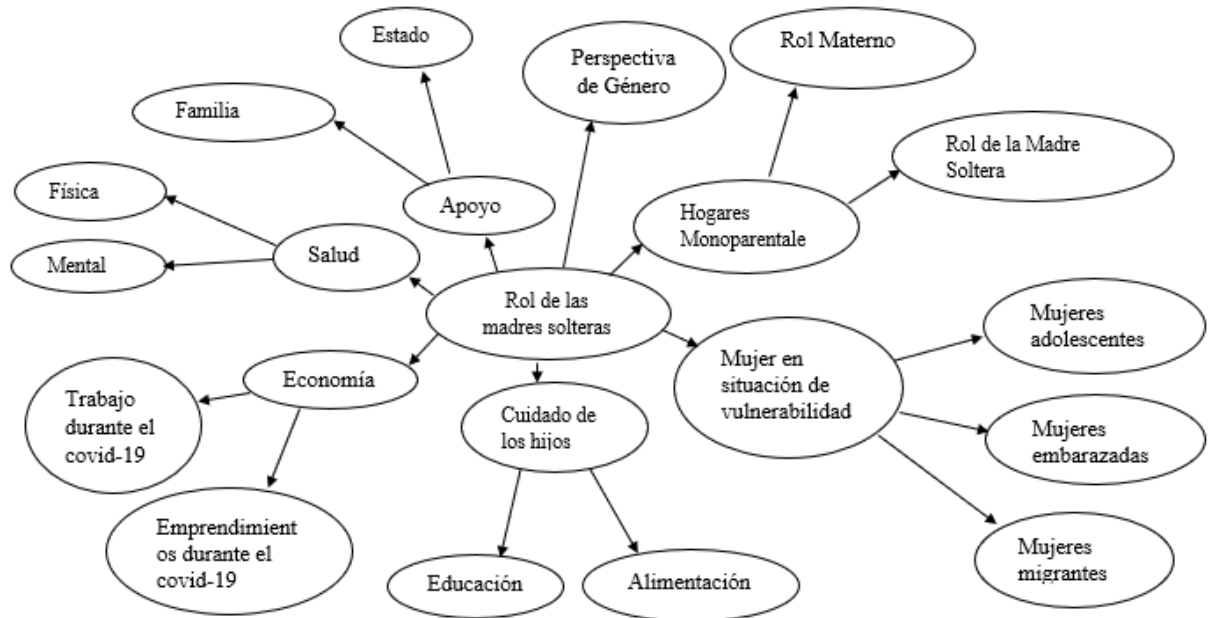 Estado
Perspectiva
de Género
Rol Materno
Familia
Rol de la Madre
Soltera
Física
Apoyo
Hogares
Monoparentale
Salud
Mental
Rol de las
madres solteras
Mujeres
adolescentes
Mujer en
situación de
vulnerabilidad
Economía
Trabajo
durante el
covid-19
Cuidado de
los hijos
Mujeres
embarazadas
Emprendimient
os durante el
covid-19
Mujeres
migrantes
Educación
Alimentación